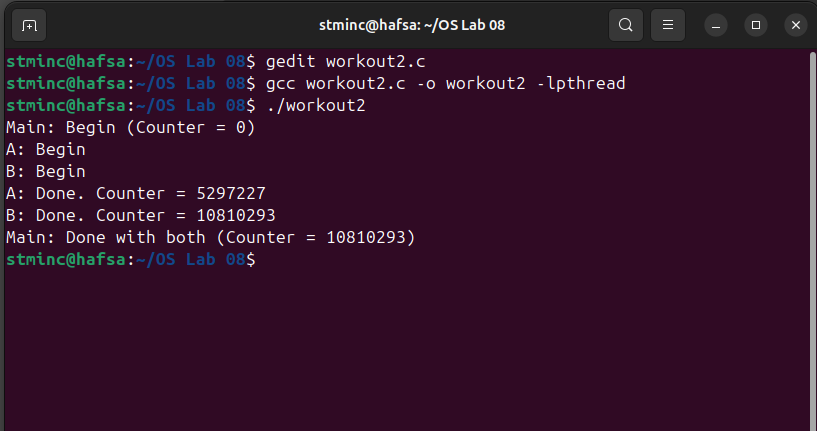 stminc@hafsa: ~/OS Lab 08
stminc@hafsa:~/OS Lab 08$ gedit workout2.c
stminc@hafsa:~/OS Lab 08$ gcc workout2.c -o workout2 -lpthread
stminc@hafsa:~/OS Lab 08$ ./workout2
Main: Begin (Counter = 0)
A: Begin
B: Begin
A: Done. Counter = 5297227
B: Done. Counter = 10810293
Main: Done with both (Counter = 10810293)
stminc@hafsa:~/OS Lab 08$